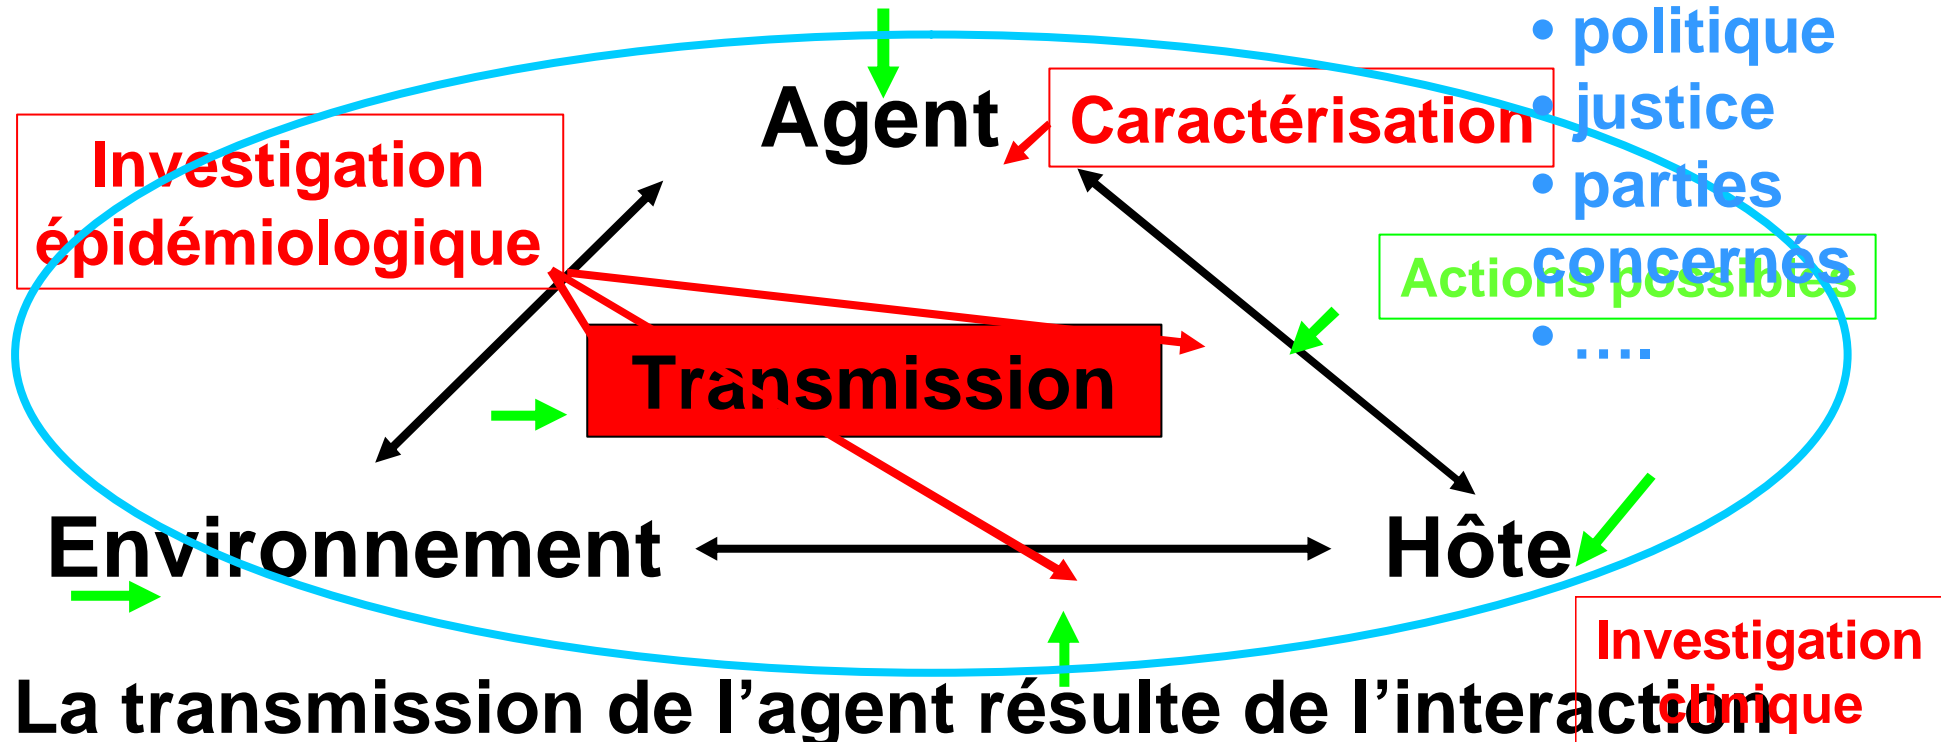 • politique
Agent
Caractérisation
• justice
Investigation
épidémiologique
• parties
concernés
Actions possibles
• ....
Transmission
Environnement
Hôte
Investigation
clinique
La transmission de l’agent résulte de l’interaction